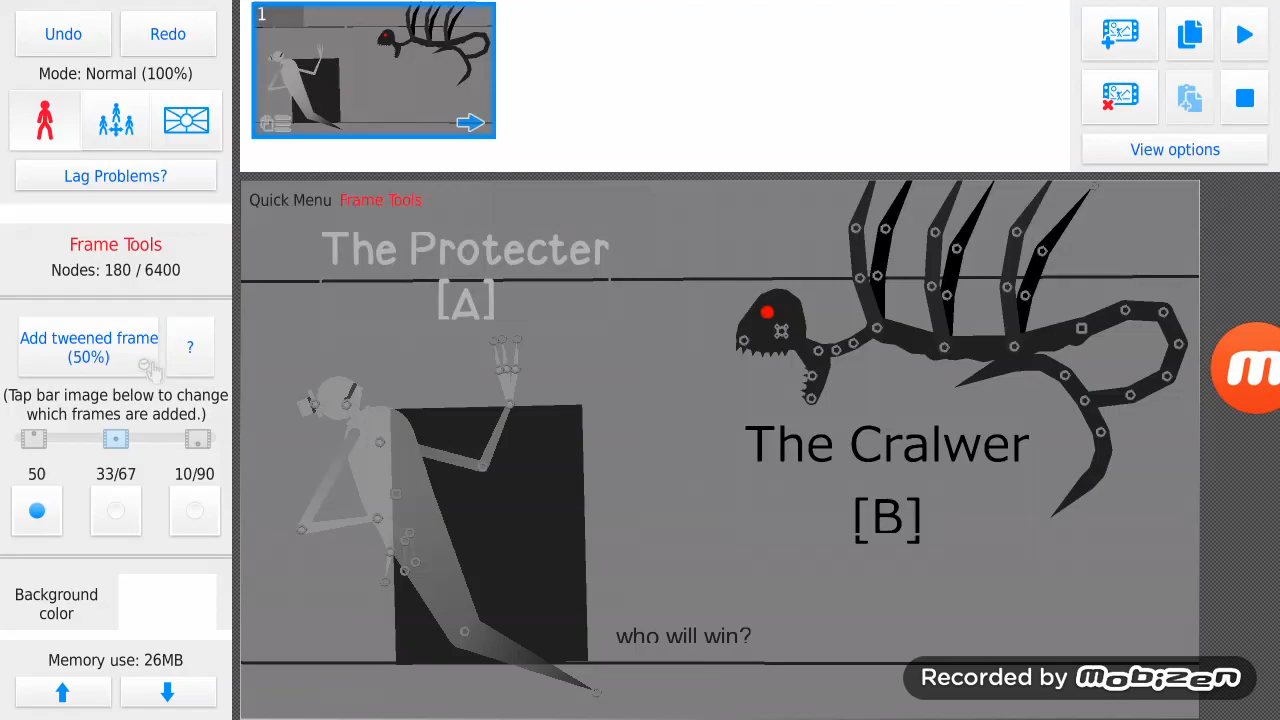 Undo
Redo
Mode: Normal (100%)
Lag Problems?
Frame Tools
Nodes: 180 / 6400
Add tweened frame
(50%)
?
(Tap bar image below to change
which frames are added.)
50
33/67
10/90
Background
color
Memory use: 26MB
1
View options
Quick Menu Frame Tools
The Protecter
[A]
The Cralwer
[B]
who will win?
Recorded by mobizen